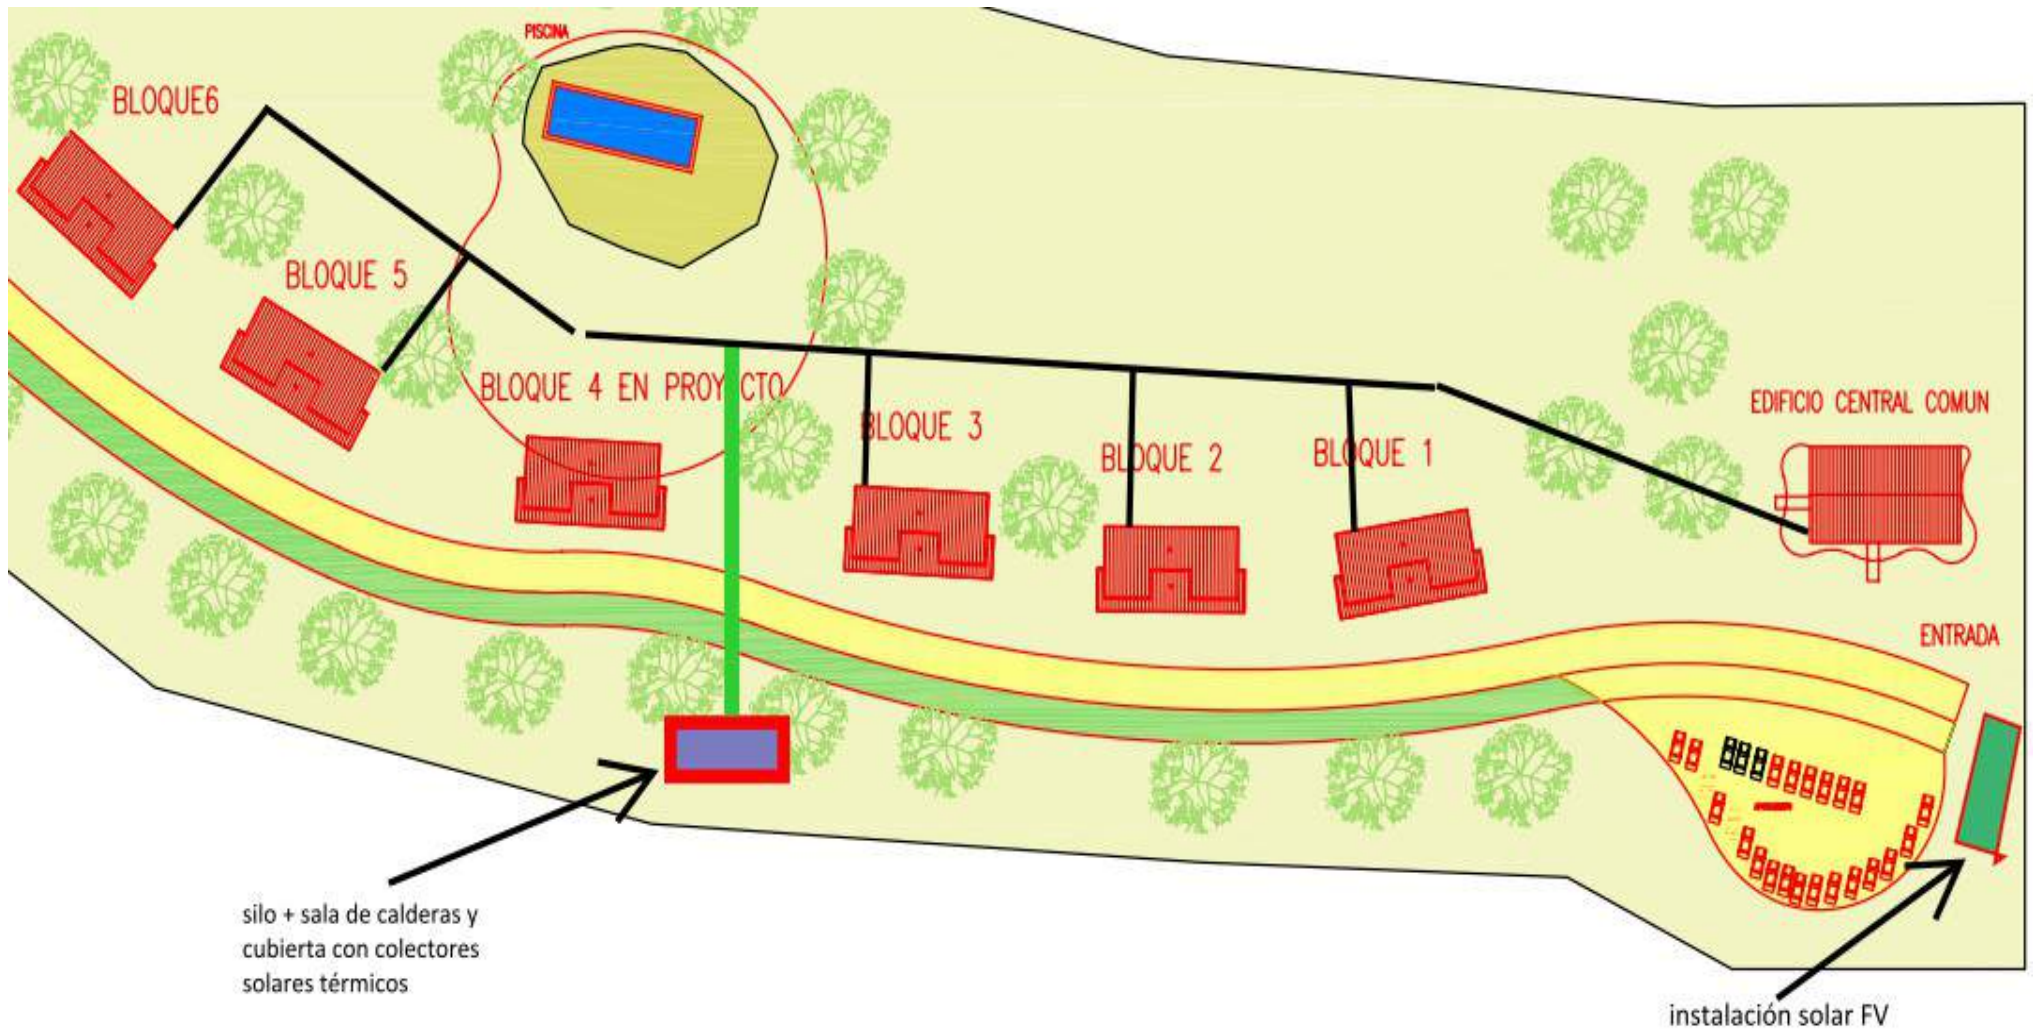 PISCINA
BLOQUE6
BLOQUE 5
BLOQUE 4 EN PROYECTO
BLOQUE 3
BLOQUE 2
BLOQUE 1
EDIFICIO CENTRAL COMUN
ENTRADA
silo + sala de calderas y
cubierta con colectores
solares térmicos
instalación solar FV